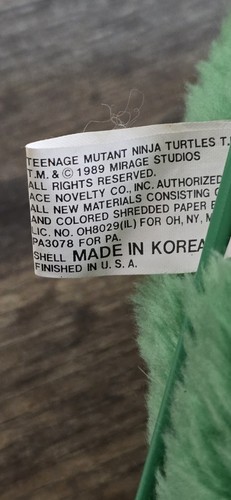 TEENAGE MUTANT NINJA TURTLES
T.M. & © 1989 MIRAGE STUDIOS
ALL RIGHTS RESERVED.
ACE NOVELTY CO., INC. AUTHORIZED
ALL NEW MATERIALS CONSISTING
AND COLORED SHREDDED PAPER
LIC. NO. OH8029(IL) FOR OH, NY,
PA3078 FOR PA.
SHELL MADE IN KOREA
FINISHED IN U.S.A.